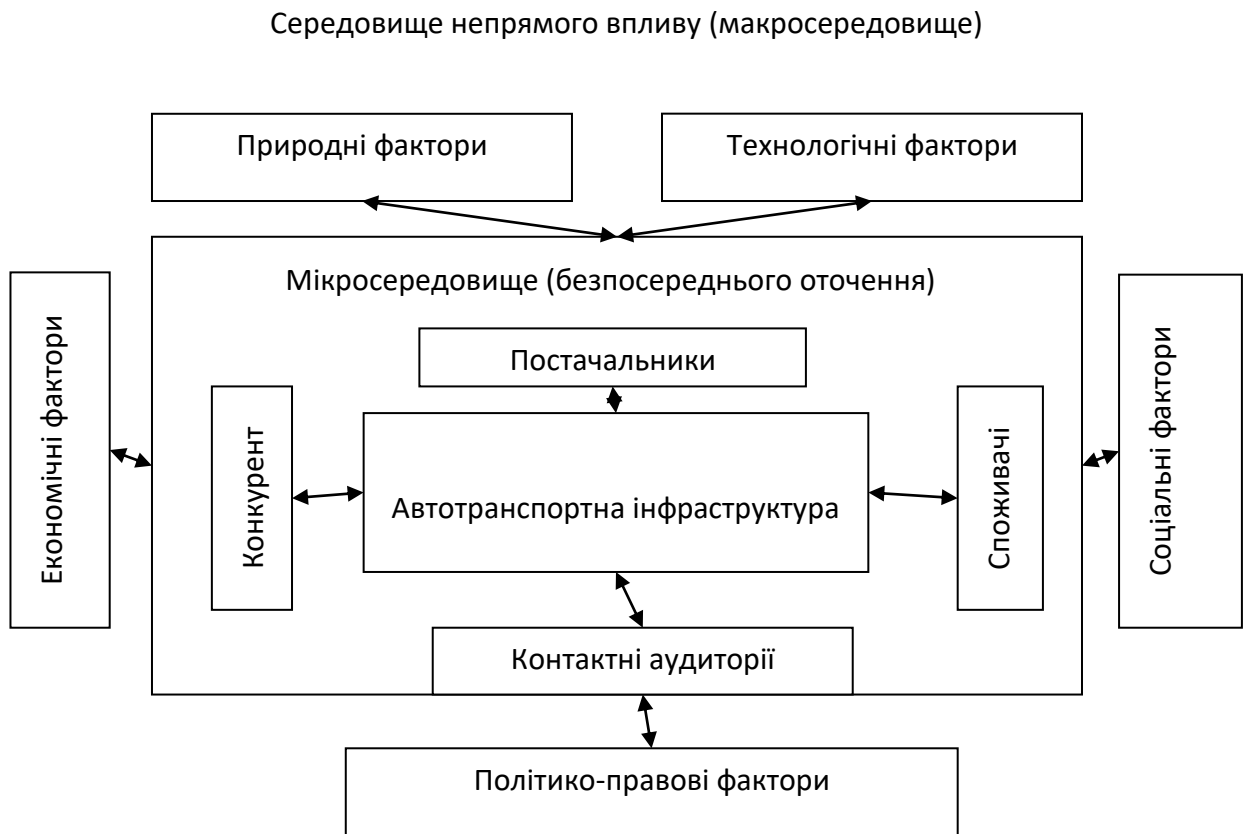 Середовище непрямого впливу (макросередовище)
Природні фактори
Технологічні фактори
Мікросередовище (безпосереднього оточення)
Економічні фактори
Конкурент
Постачальники
Автотранспортна інфраструктура
Споживачі
Соціальні фактори
Контактні аудиторії
Політико-правові фактори